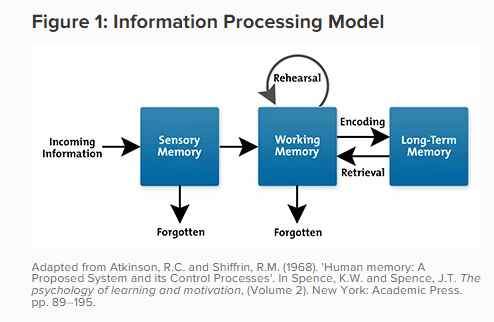 Figure 1: Information Processing Model
Rehearsal
Incoming
Information
Sensory
Memory
Working
Memory
Encoding
Retrieval
Long-Term
Memory
Forgotten
Forgotten
Adapted from Atkinson, R.C. and Shiffrin, R.M. (1968). 'Human memory: A
Proposed System and its Control Processes'. In Spence, K.W. and Spence, J.T. The
psychology of learning and motivation, (Volume 2). New York: Academic Press.
pp. 89–195.